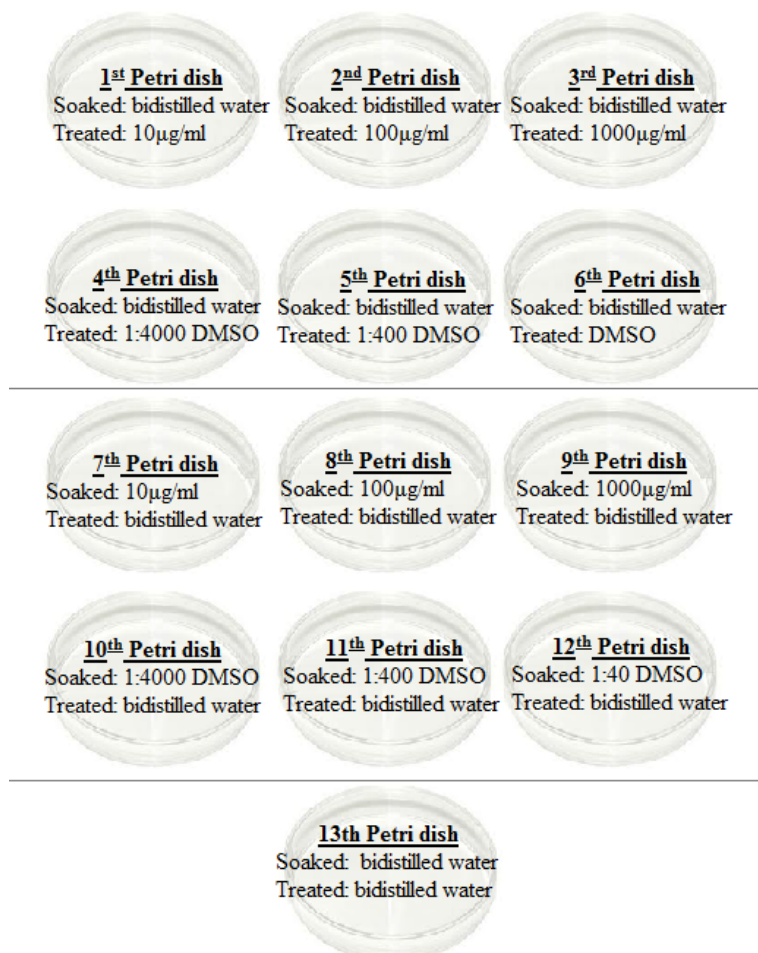 1st Petri dish
Soaked: bidistilled water
Treated: 10µg/ml
2nd Petri dish
Soaked: bidistilled water
Treated: 100µg/ml
3rd Petri dish
Soaked: bidistilled water
Treated: 1000µg/ml
4th Petri dish
Soaked: bidistilled water
Treated: 1:4000 DMSO
5th Petri dish
Soaked: bidistilled water
Treated: 1:400 DMSO
6th Petri dish
Soaked: bidistilled water
Treated: DMSO
7th Petri dish
Soaked: 10µg/ml
Treated: bidistilled water
8th Petri dish
Soaked: 100µg/ml
Treated: bidistilled water
9th Petri dish
Soaked: 1000µg/ml
Treated: bidistilled water
10th Petri dish
Soaked: 1:4000 DMSO
Treated: bidistilled water
11th Petri dish
Soaked: 1:400 DMSO
Treated: bidistilled water
12th Petri dish
Soaked: 1:40 DMSO
Treated: bidistilled water
13th Petri dish
Soaked: bidistilled water
Treated: bidistilled water